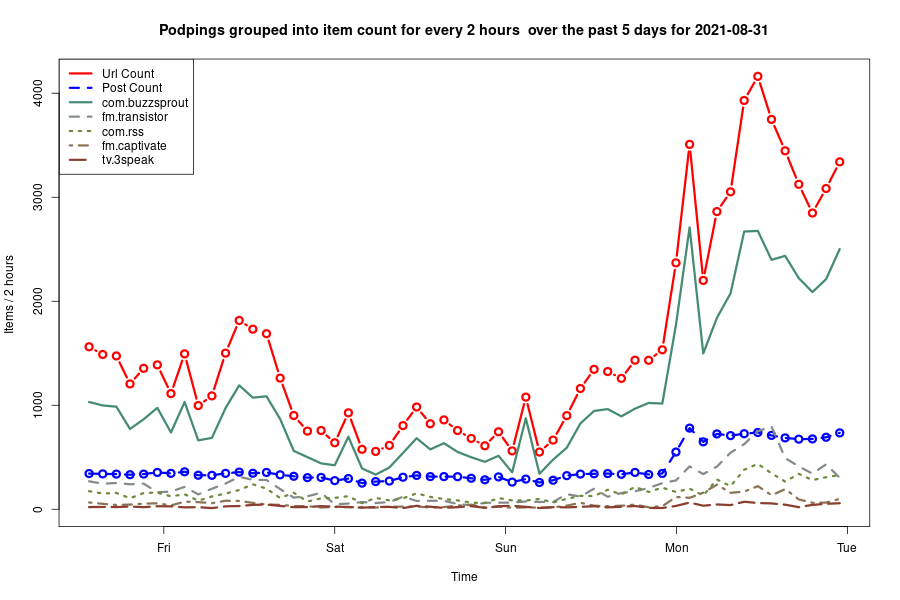 Podpings grouped into item count for every 2 hours  over the past 5 days for 2021-08-31
Url Count
Post Count
com.buzzsprout
fm.transistor
com.rss
fm.captivate
tv.3speak
4000
3000
2000
1000
0
Items / 2 hours
Fri
Sat
Sun
Mon
Tue
Time